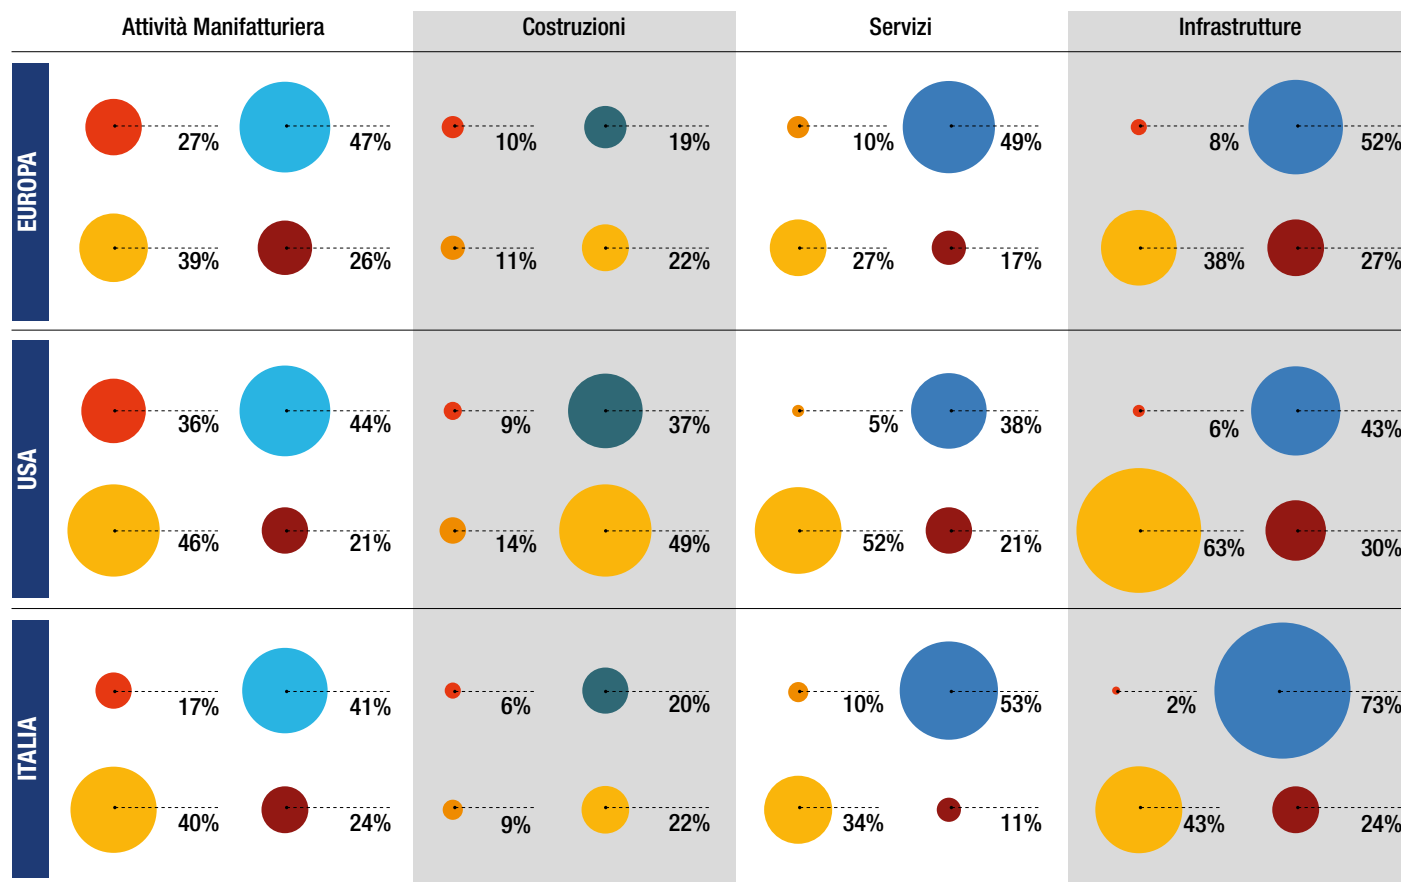 Attività Manifatturiera Costruzioni Servizi Infrastrutture
EUROPA
27% 47% 10% 19% 10% 49% 8% 52%
39% 26% 11% 22% 27% 17% 38% 27%
USA
36% 44% 9% 37% 5% 38% 6% 43%
46% 21% 14% 49% 52% 21% 63% 30%
ITALIA
17% 41% 6% 20% 10% 53% 2% 73%
40% 24% 9% 22% 34% 11% 43% 24%